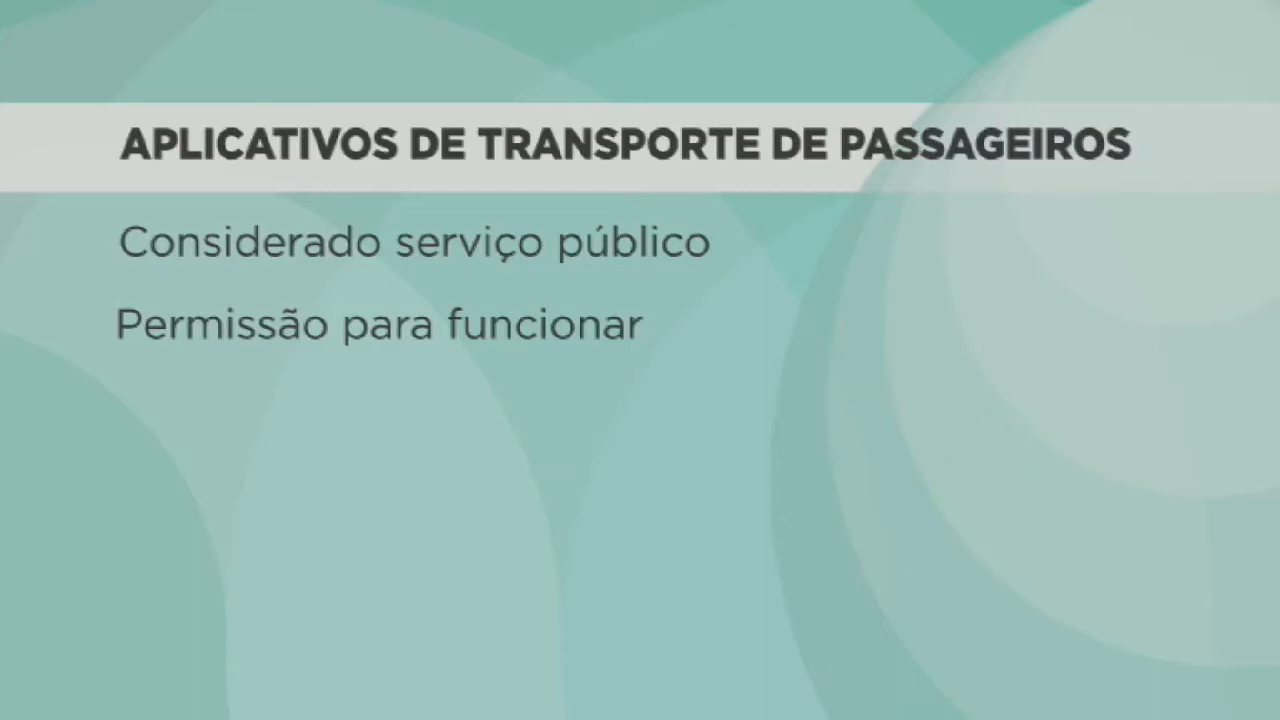 APLICATIVOS DE TRANSPORTE DE PASSAGEIROS
Considerado serviço público
Permissão para funcionar